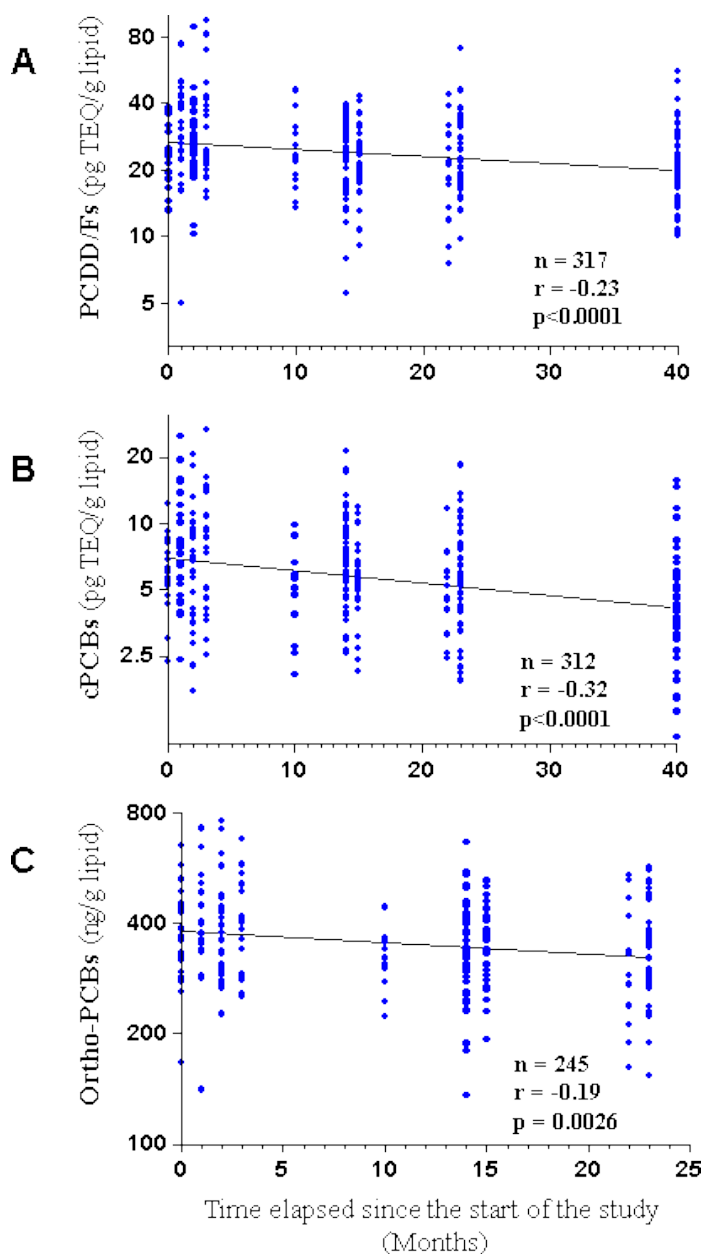 A
PCDD/Fs (pg TEQ/g lipid)
80
40
20
10
5
n = 317
r = -0.23
p<0.0001
0 10 20 30 40
B
cPCBs (pg TEQ/g lipid)
20
10
5
2.5
n = 312
r = -0.32
p<0.0001
0 10 20 30 40
C
Ortho-PCBs (ng/g lipid)
800
400
200
100
n = 245
r = -0.19
p = 0.0026
0 5 10 15 20 25
Time elapsed since the start of the study
(Months)